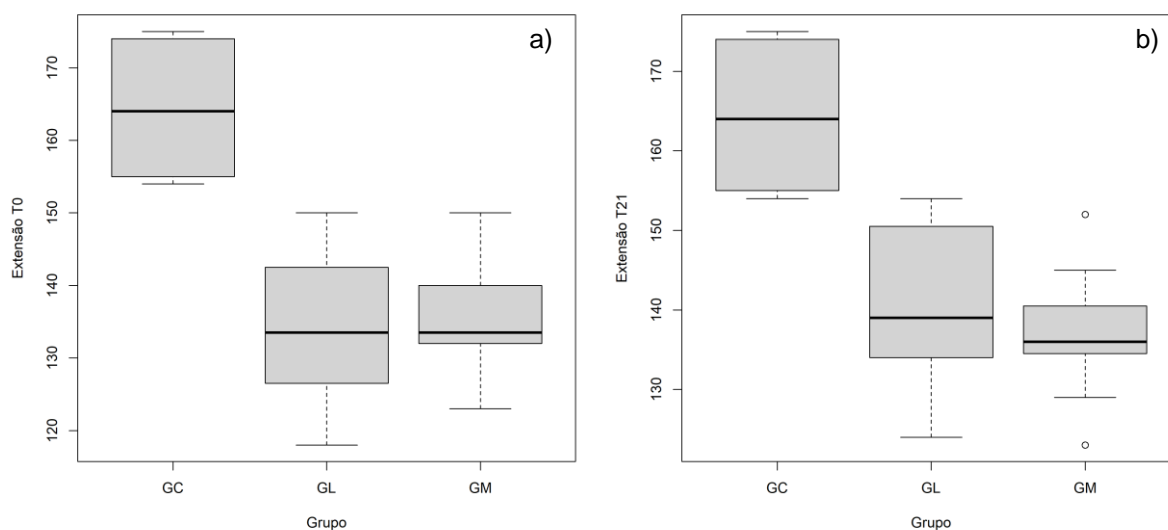 a)
Extensão T0
170
160
150
140
130
120
GC GL GM
Grupo
b)
Extensão T21
170
160
150
140
130
GC GL GM
Grupo